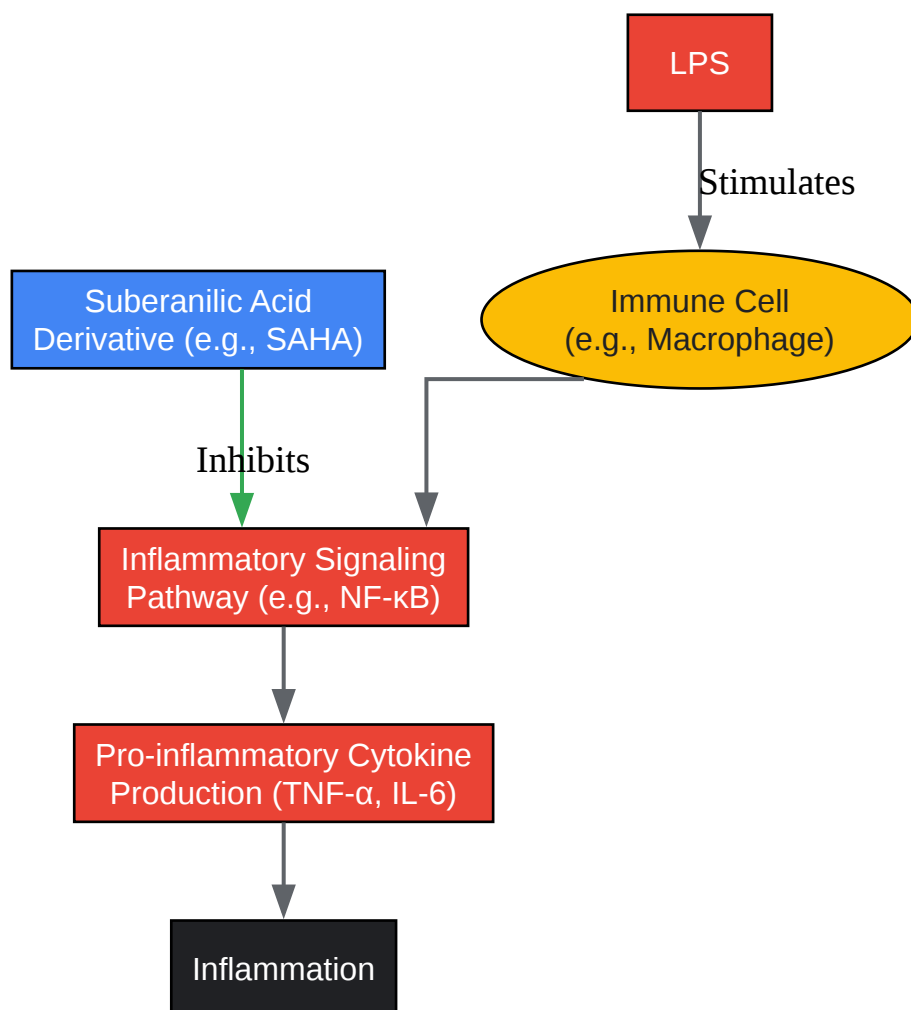 LPS
Stimulates
Suberanilic Acid
Derivative (e.g., SAHA)
Immune Cell
(e.g., Macrophage)
Inhibits
Inflammatory Signaling
Pathway (e.g., NF-κB)
Pro-inflammatory Cytokine
Production (TNF-α, IL-6)
Inflammation